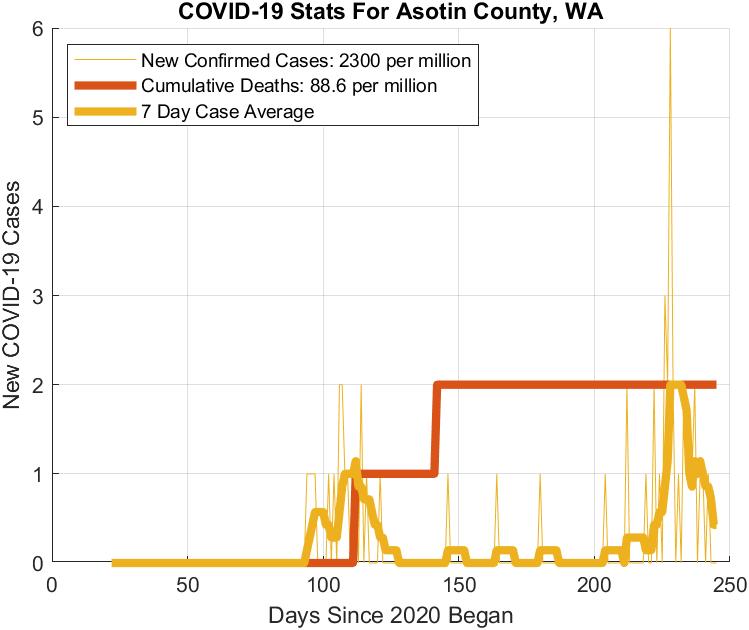 COVID-19 Stats For Asotin County, WA
New Confirmed Cases: 2300 per million
Cumulative Deaths: 88.6 per million
7 Day Case Average
New COVID-19 Cases
6
5
4
3
2
1
0
0 50 100 150 200 250
Days Since 2020 Began